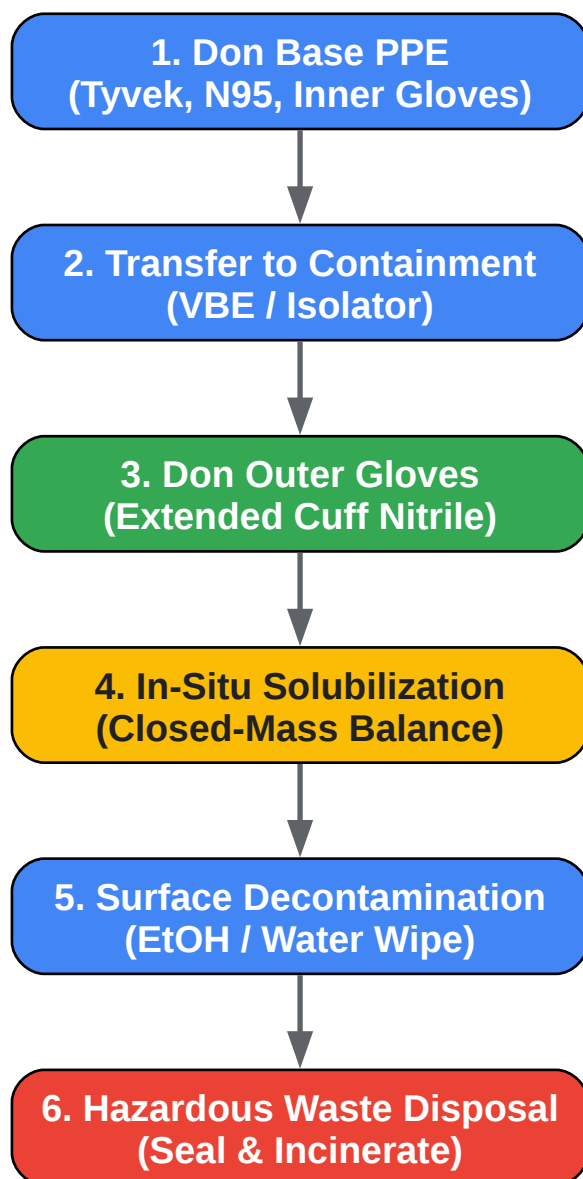 1. Don Base PPE
(Tyvek, N95, Inner Gloves)
2. Transfer to Containment
(VBE / Isolator)
3. Don Outer Gloves
(Extended Cuff Nitrile)
4. In-Situ Solubilization
(Closed-Mass Balance)
5. Surface Decontamination
(EtOH / Water Wipe)
6. Hazardous Waste Disposal
(Seal & Incinerate)